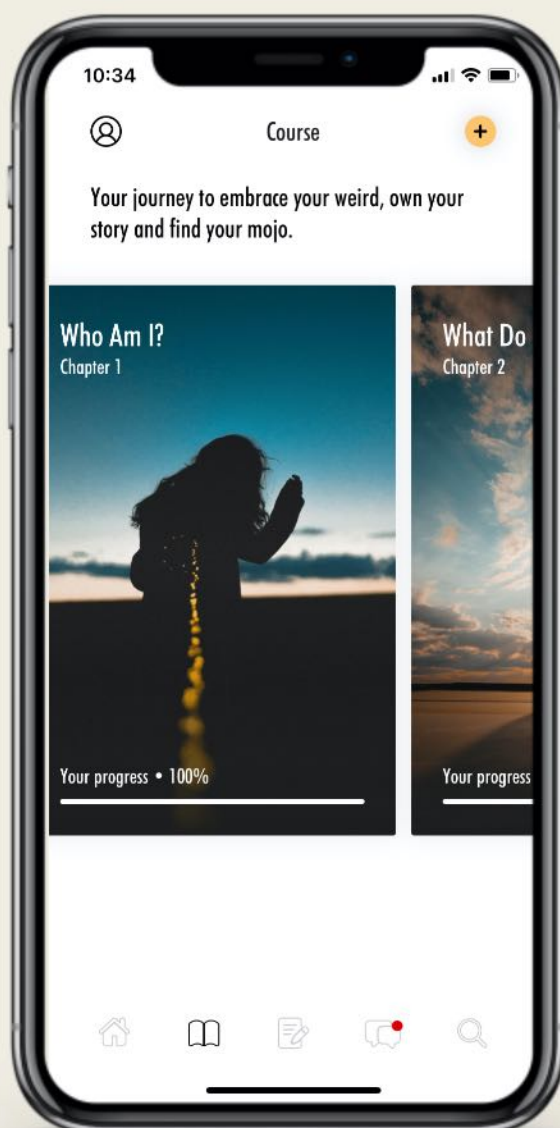 10:34
Course
+
Your journey to embrace your weird, own your
story and find your mojo.
Who Am I?
Chapter 1
Your progress • 100%
What Do
Chapter 2
Your progress